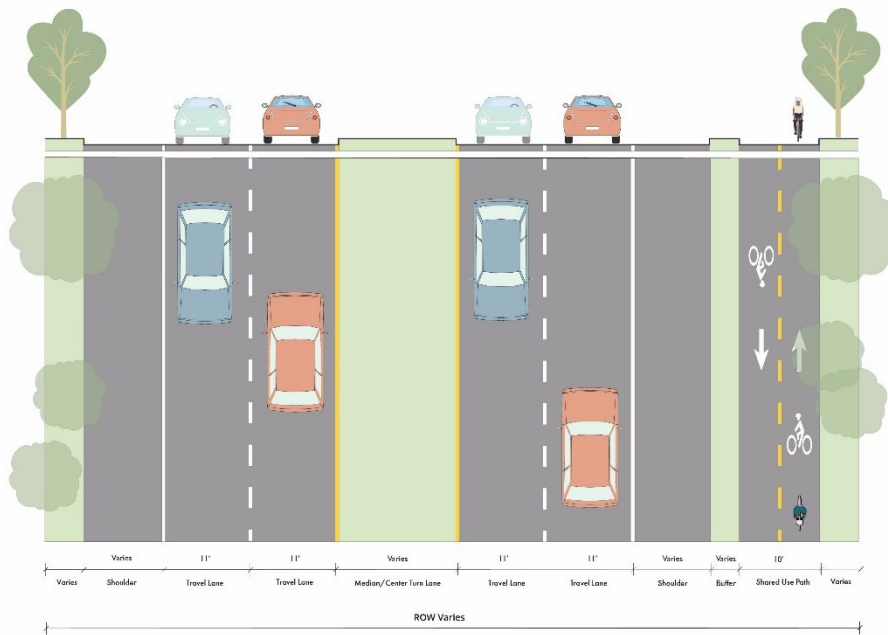 Varies 11' 11' Varies 11' 11' Varies Varies 10'
Varies Shoulder Travel Lane Travel Lane Median/Center Turn Lane Travel Lane Travel Lane Shoulder Buffer Shared Use Path Varies
ROW Varies